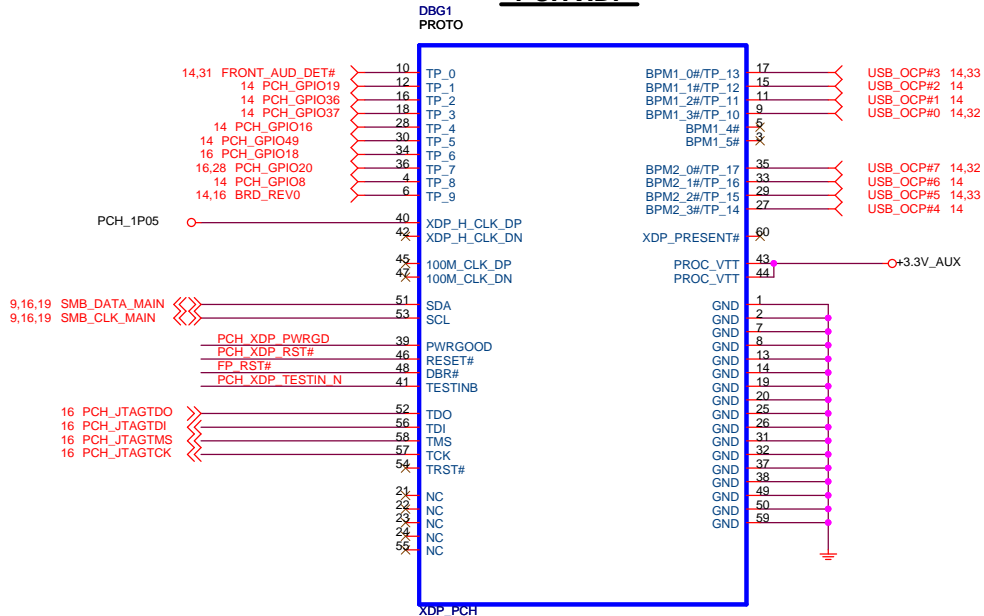 DBG1
PROTO
14,31 FRONT_AUD_DET# 10 TP_0 BPM1_0#/TP_13 17 USB_OCP#3 14,33
14 PCH_GPIO19 12 TP_1 BPM1_1#/TP_12 15 USB_OCP#2 14
14 PCH_GPIO36 16 TP_2 BPM1_2#/TP_11 11 USB_OCP#1 14
14 PCH_GPIO37 18 TP_3 BPM1_3#/TP_10 9 USB_OCP#0 14,32
14 PCH_GPIO16 28 TP_4 BPM1_4# 5
14 PCH_GPIO49 30 TP_5 BPM1_5# 3
16 PCH_GPIO18 34 TP_6
16,28 PCH_GPIO20 36 TP_7 BPM2_0#/TP_17 35 USB_OCP#7 14,32
14 PCH_GPIO8 4 TP_8 BPM2_1#/TP_16 33 USB_OCP#6 14
14,16 BRD_REV0 6 TP_9 BPM2_2#/TP_15 29 USB_OCP#5 14,33
BPM2_3#/TP_14 27 USB_OCP#4 14
PCH_1P05 40 XDP_H_CLK_DP
42 XDP_H_CLK_DN XDP_PRESENT# 60
45 100M_CLK_DP PROC_VTT 43 +3.3V_AUX
47 100M_CLK_DN PROC_VTT 44
9,16,19 SMB_DATA_MAIN 51 SDA GND 1
9,16,19 SMB_CLK_MAIN 53 SCL GND 2
GND 7
PCH_XDP_PWRGD 39 PWRGOOD GND 8
PCH_XDP_RST# 46 RESET# GND 13
FP_RST# 48 DBR# GND 14
PCH_XDP_TESTIN_N 41 TESTINB GND 19
GND 20
16 PCH_JTAGTDO 52 TDO GND 25
16 PCH_JTAGTDI 56 TDI GND 26
16 PCH_JTAGTMS 58 TMS GND 31
16 PCH_JTAGTCK 57 TCK GND 32
54 TRST# GND 37
GND 38
21 NC GND 49
22 NC GND 50
23 NC GND 59
24 NC
55 NC
XDP_PCH